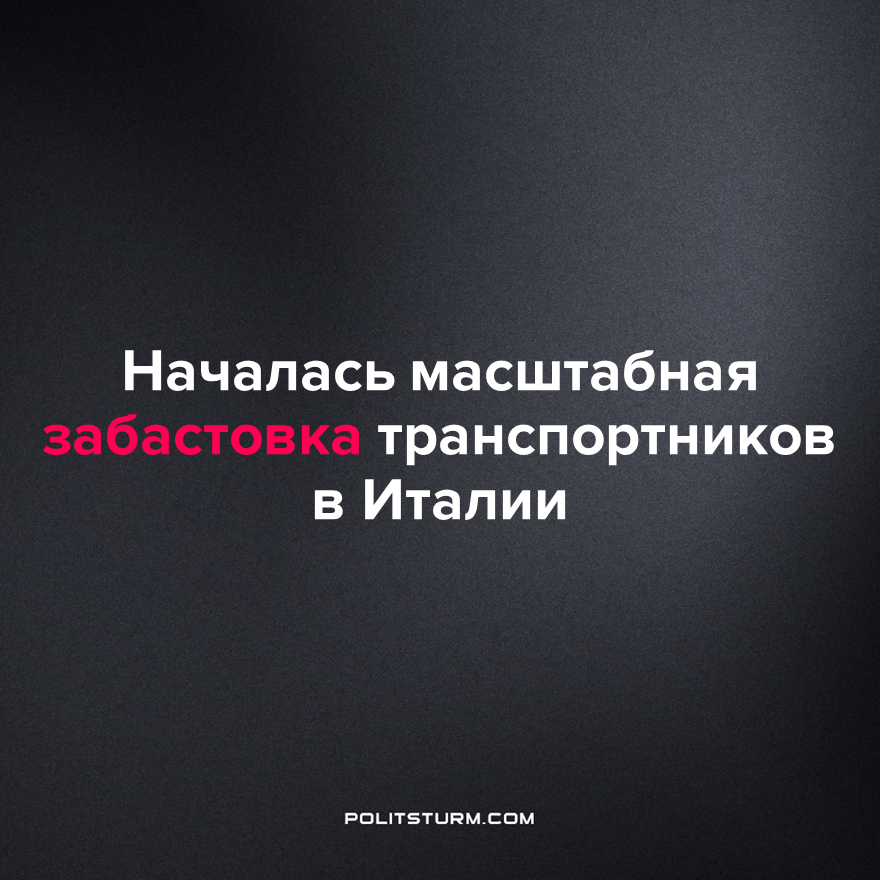 Началась масштабная
забастовка транспортников
в Италии
POLITSTURM.COM